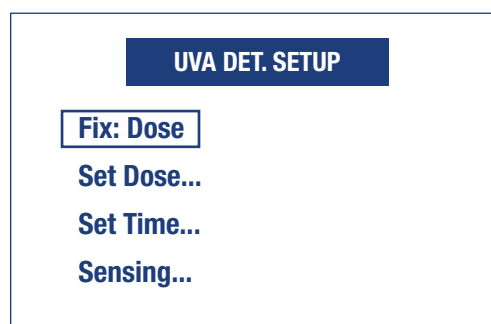 UVA DET. SETUP
Fix: Dose
Set Dose...
Set Time...
Sensing...